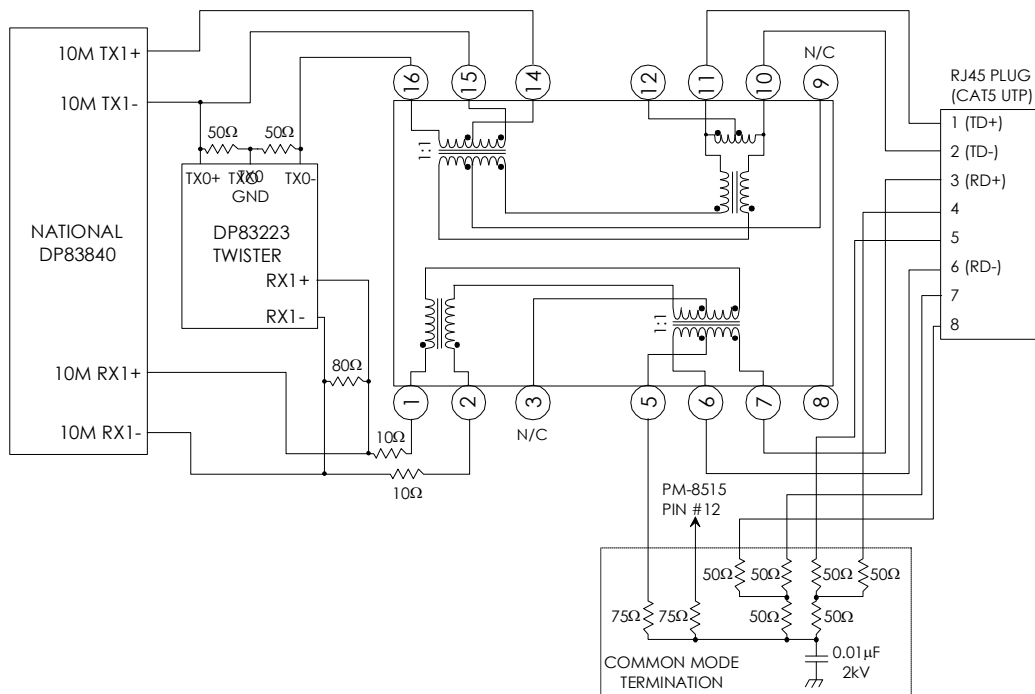 10M TX1+
10M TX1-
50Ω
50Ω
TX0+
TX0
TX0
GND
TX0-
NATIONAL
DP83840
DP83223
TWISTER
RX1+
RX1-
80Ω
10M RX1+
10M RX1-
10Ω
10Ω
16
15
14
12
11
10
N/C
9
1:1
1:1
1
2
3
N/C
5
6
7
8
RJ45 PLUG
(CAT5 UTP)
1 (TD+)
2 (TD-)
3 (RD+)
4
5
6 (RD-)
7
8
PM-8515
PIN #12
50Ω
50Ω
50Ω
50Ω
75Ω
75Ω
50Ω
50Ω
0.01µF
2kV
COMMON MODE
TERMINATION